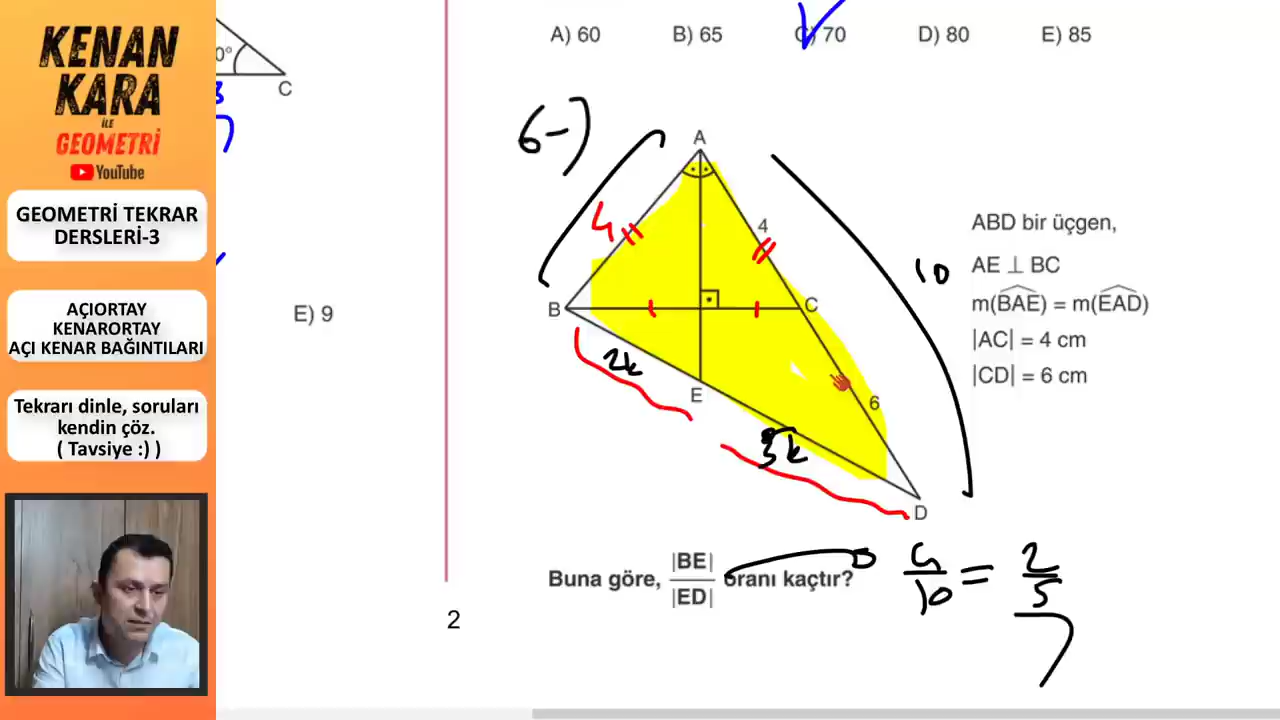 KENAN
KARA
İLE
GEOMETRİ
YouTube
GEOMETRİ TEKRAR
DERSLERİ-3
AÇIORTAY
KENARORTAY
AÇI KENAR BAĞINTILARI
Tekrarı dinle, soruları
kendin çöz.
( Tavsiye :) )
0°
C
E) 9
2
A) 60 B) 65 C) 70 D) 80 E) 85
6-)
A
4
4
10
B
C
2k
E
6
3k
D
ABD bir üçgen,
AE ⊥ BC
m(BAE) = m(EAD)
|AC| = 4 cm
|CD| = 6 cm
Buna göre, |BE| / |ED| oranı kaçtır?
4/10 = 2/5